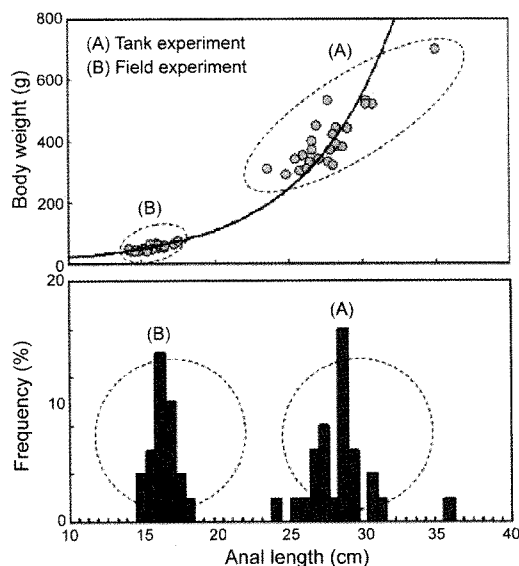 (A) Tank experiment
(B) Field experiment
(A)
(B)
Body weight (g)
800
600
400
200
0
20
10
0
Frequency (%)
(B)
(A)
10 15 20 25 30 35 40
Anal length (cm)